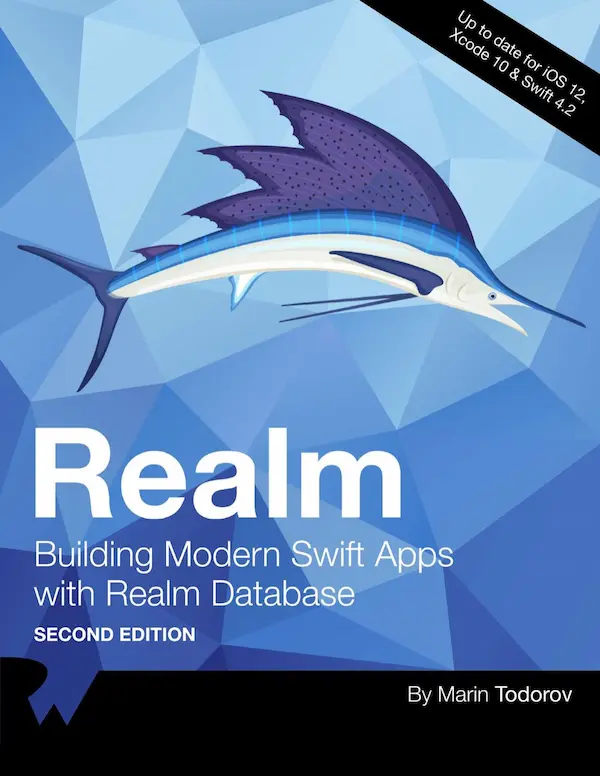 Up to date for iOS 12,
Xcode 10 & Swift 4.2
Realm
Building Modern Swift Apps
with Realm Database
SECOND EDITION
By Marin Todorov